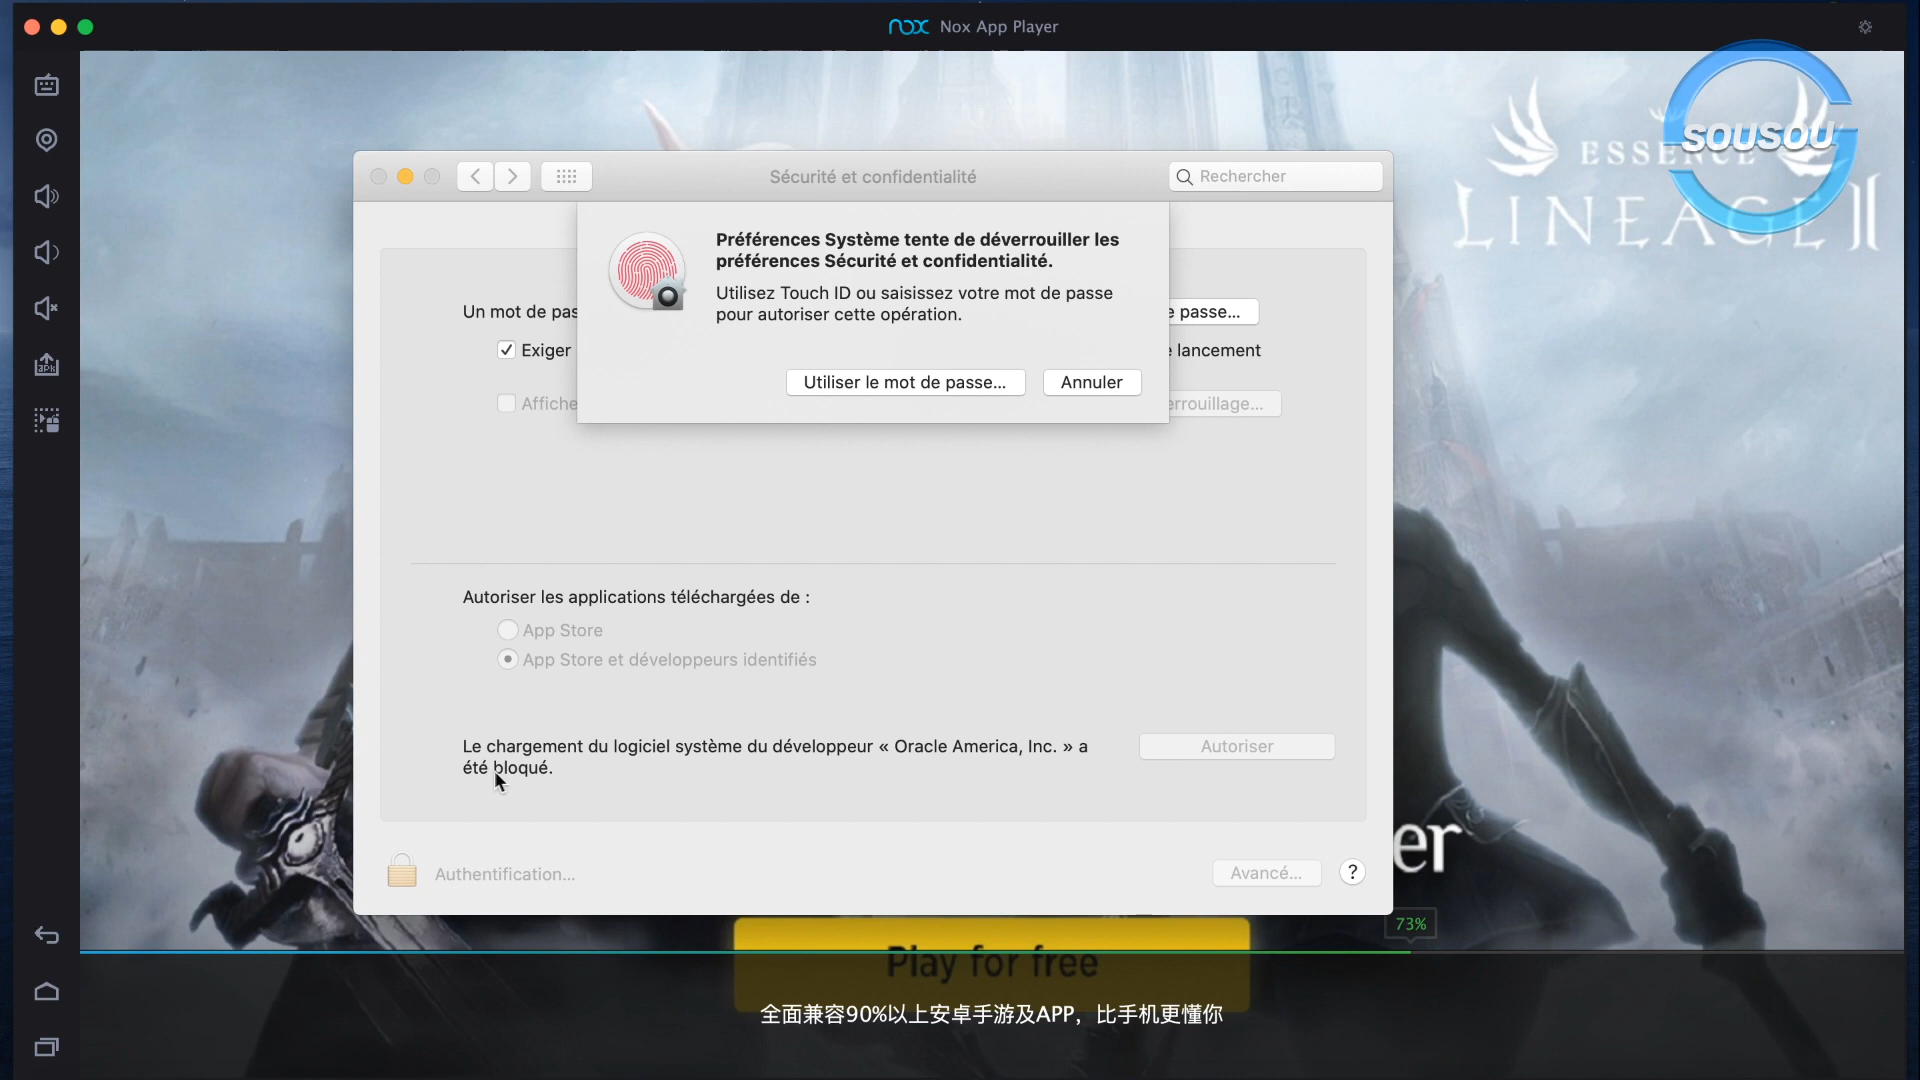 nox Nox App Player
ESSENCE
LINEAGE II
SOUSOU
Sécurité et confidentialité
Rechercher
Préférences Système tente de déverrouiller les
préférences Sécurité et confidentialité.
Utilisez Touch ID ou saisissez votre mot de passe
pour autoriser cette opération.
Utiliser le mot de passe...
Annuler
Un mot de pas
e passe...
Exiger
e lancement
Affiche
errouillage...
Autoriser les applications téléchargées de :
App Store
App Store et développeurs identifiés
Le chargement du logiciel système du développeur « Oracle America, Inc. » a
été bloqué.
Autoriser
Authentification...
Avancé...
?
er
73%
Play for free
全面兼容90%以上安卓手游及APP，比手机更懂你